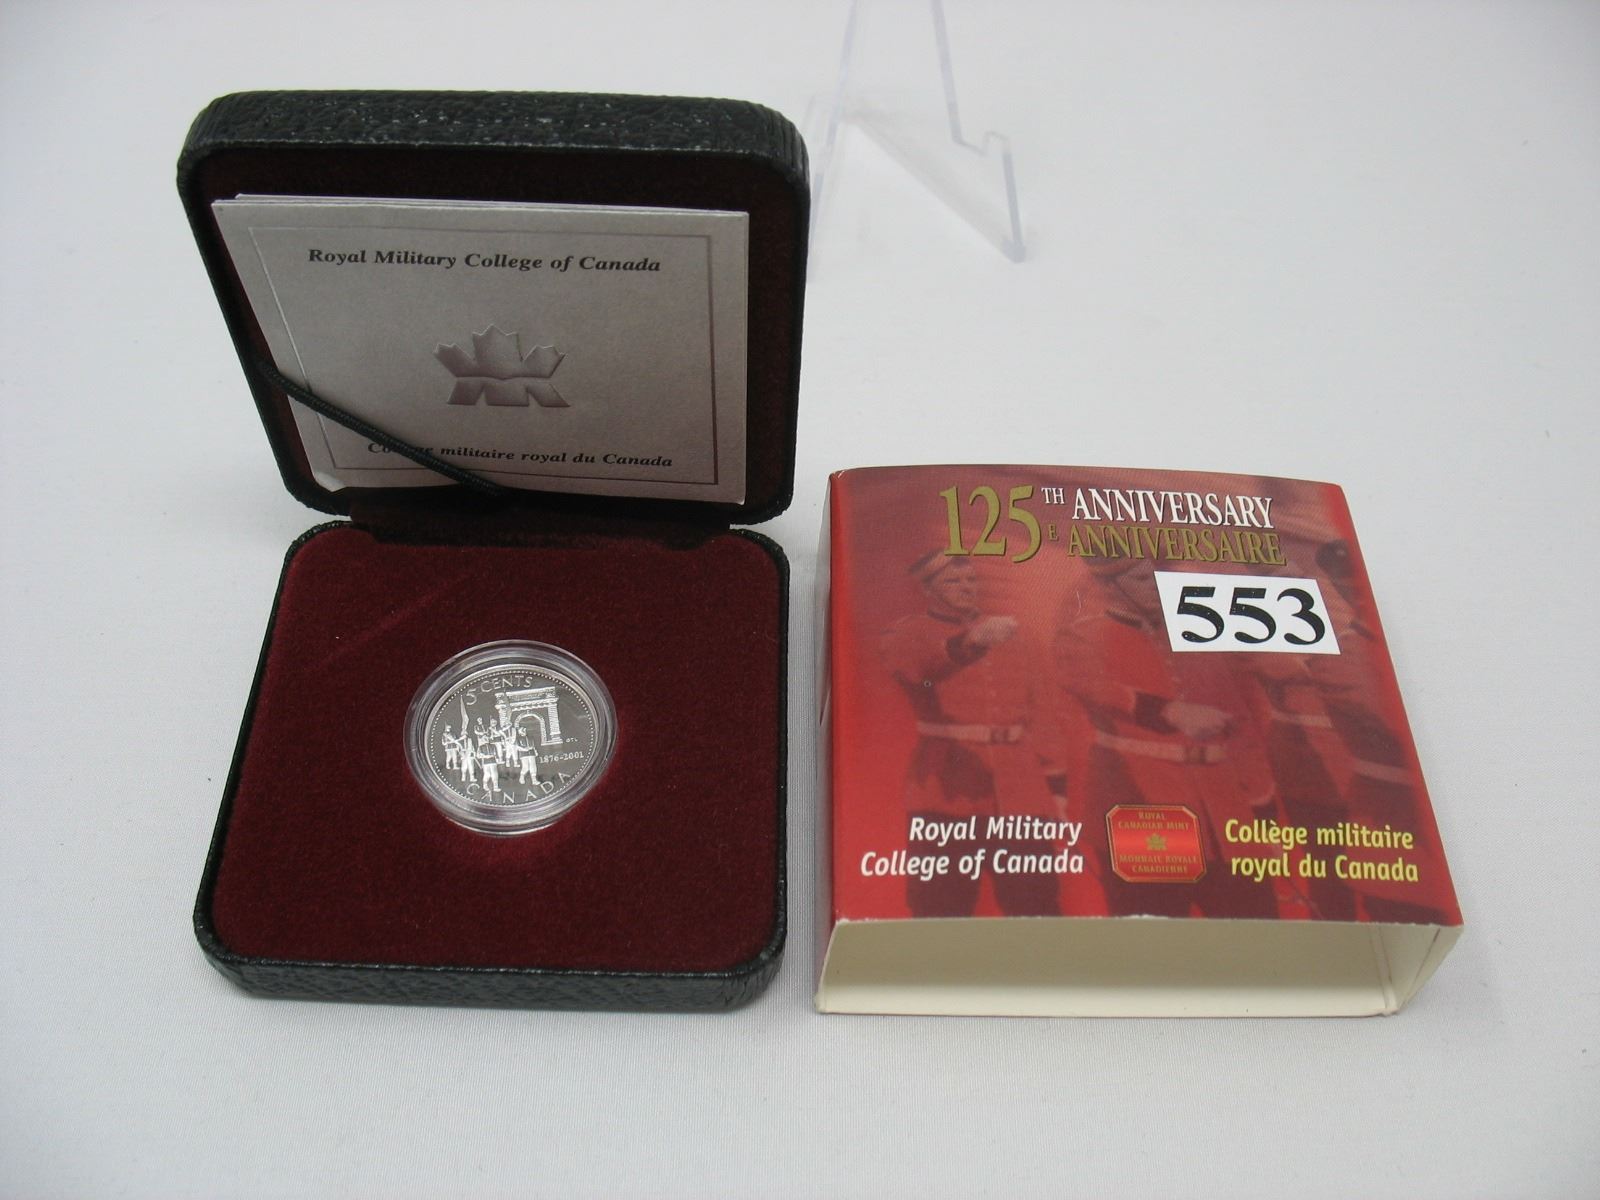 Royal Military College of Canada
Collège militaire royal du Canada
5 CENTS
1876-2001
CANADA
125TH ANNIVERSARY
E ANNIVERSAIRE
553
Royal Military
College of Canada
ROYAL
CANADIAN MINT
MONNAIE ROYALE
CANADIENNE
Collège militaire
royal du Canada